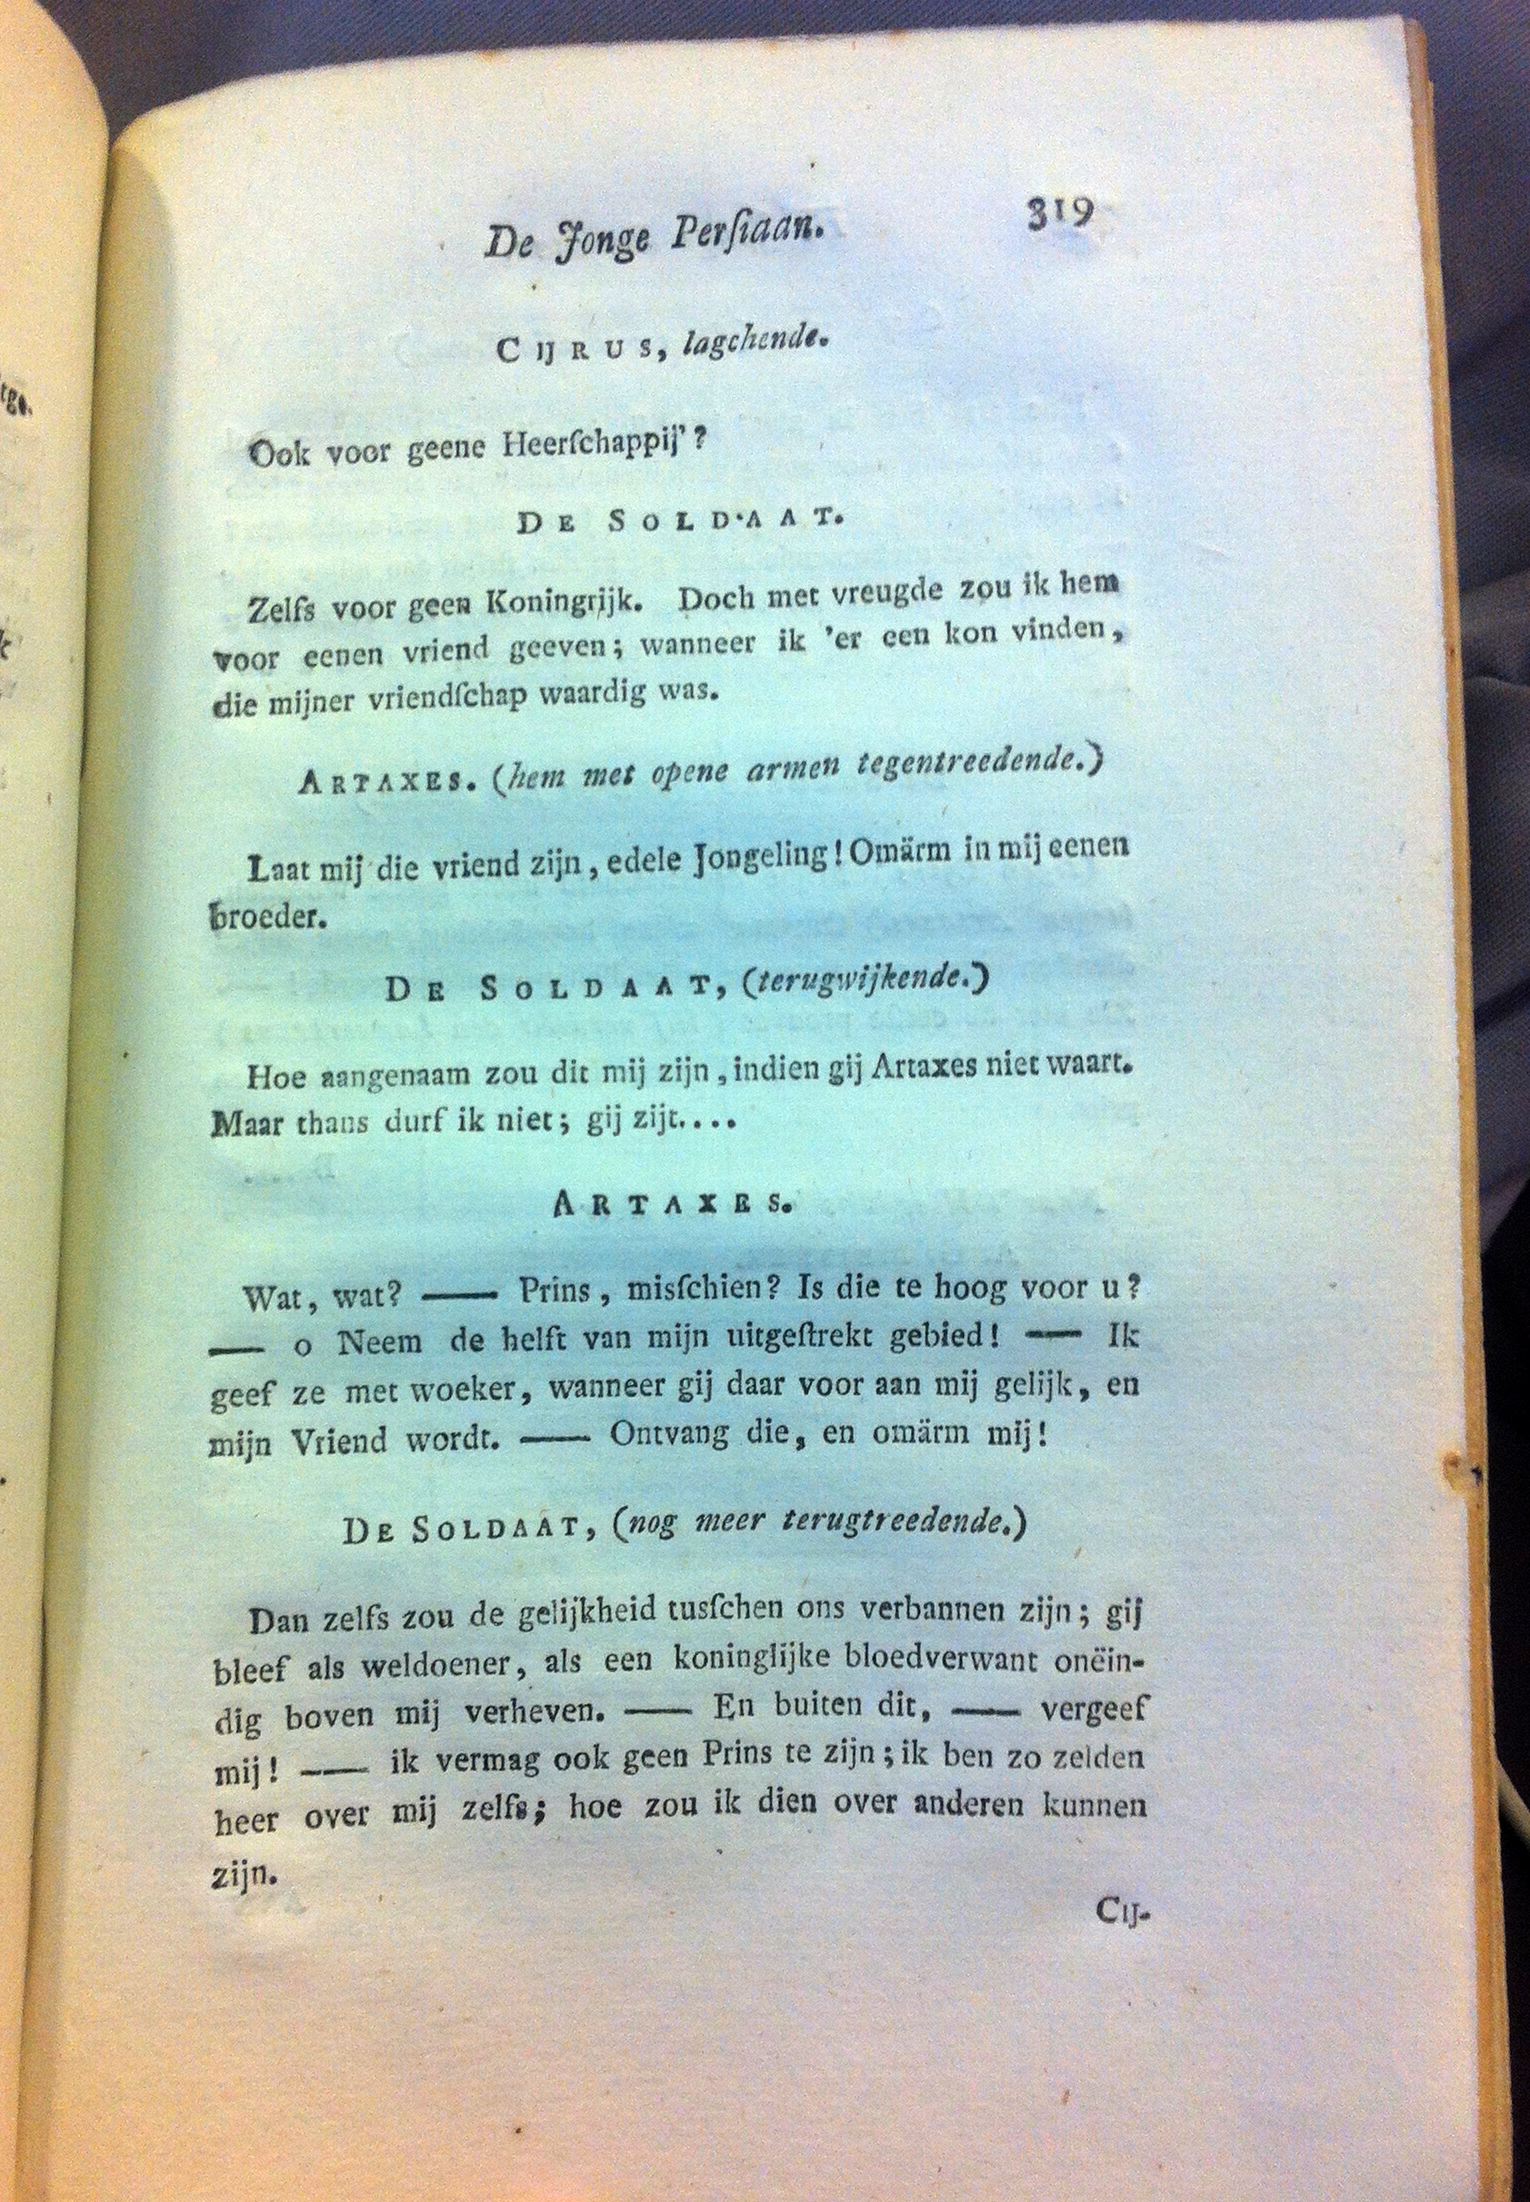 De Jonge Perſiaan. 319
CIJRUS, lagchende.
Ook voor geene Heerſchappij'?
DE SOLDAAT.
Zelfs voor geen Koningrijk. Doch met vreugde zou ik hem
voor eenen vriend geeven; wanneer ik 'er een kon vinden,
die mijner vriendſchap waardig was.
ARTAXES. (hem met opene armen tegentreedende.)
Laat mij die vriend zijn, edele Jongeling! Omärm in mij eenen
broeder.
DE SOLDAAT, (terugwijkende.)
Hoe aangenaam zou dit mij zijn, indien gij Artaxes niet waart.
Maar thans durf ik niet; gij zijt....
ARTAXES.
Wat, wat? —— Prins, misſchien? Is die te hoog voor u?
—— o Neem de helft van mijn uitgeſtrekt gebied! —— Ik
geef ze met woeker, wanneer gij daar voor aan mij gelijk, en
mijn Vriend wordt. —— Ontvang die, en omärm mij!
DE SOLDAAT, (nog meer terugtreedende.)
Dan zelfs zou de gelijkheid tusſchen ons verbannen zijn; gij
bleef als weldoener, als een koninglijke bloedverwant onëin-
dig boven mij verheven. —— En buiten dit, —— vergeef
mij! —— ik vermag ook geen Prins te zijn; ik ben zo zelden
heer over mij zelfs; hoe zou ik dien over anderen kunnen
zijn.
CIJ-